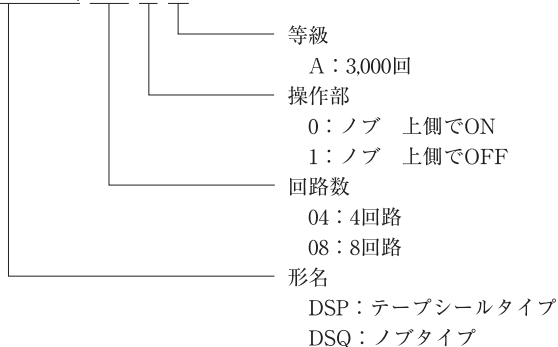 等級
A：3,000回
操作部
0：ノブ　上側でON
1：ノブ　上側でOFF
回路数
04：4回路
08：8回路
形名
DSP：テープシールタイプ
DSQ：ノブタイプ